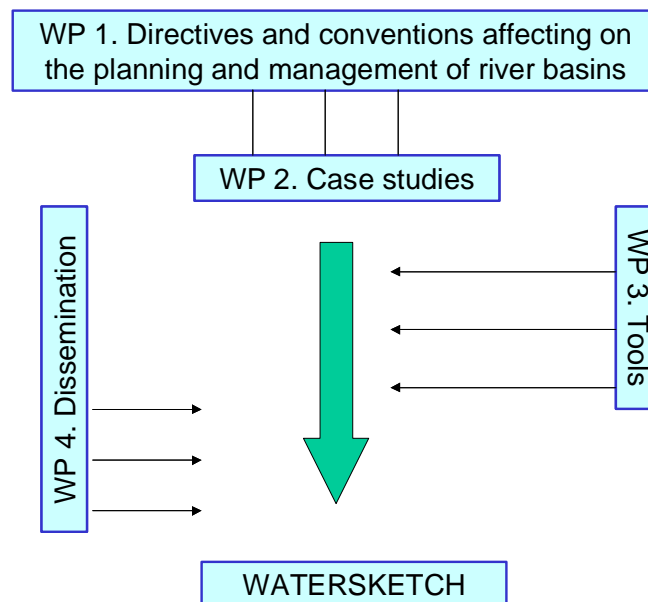 WP 1. Directives and conventions affecting on
the planning and management of river basins
WP 2. Case studies
WP 4. Dissemination
WP 3. Tools
WATERSKETCH